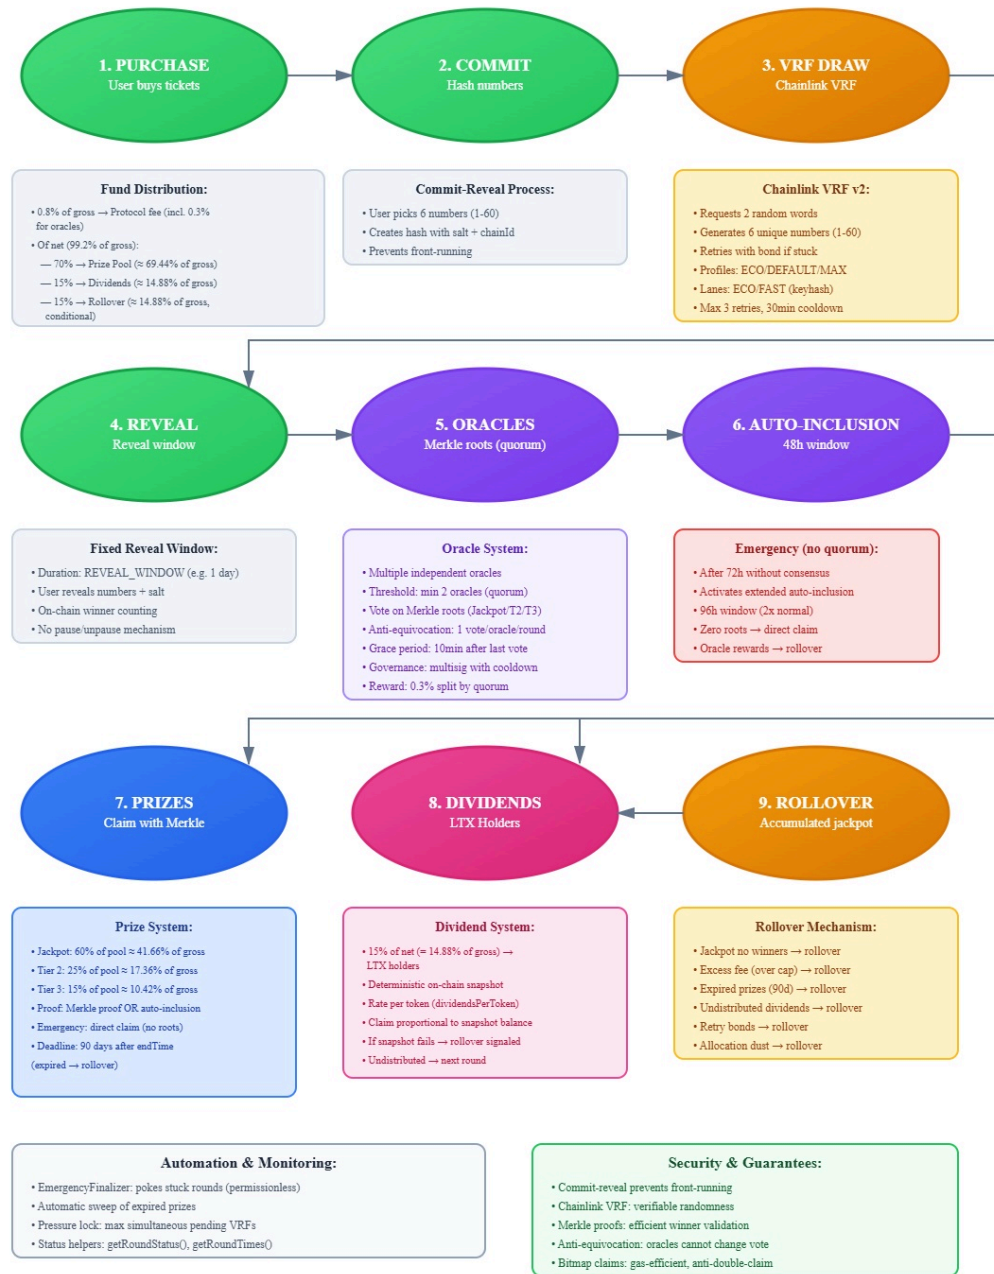 1. PURCHASE
User buys tickets
2. COMMIT
Hash numbers
3. VRF DRAW
Chainlink VRF
Fund Distribution:
• 0.8% of gross → Protocol fee (incl. 0.3%
for oracles)
• Of net (99.2% of gross):
— 70% → Prize Pool (≈ 69.44% of gross)
— 15% → Dividends (≈ 14.88% of gross)
— 15% → Rollover (≈ 14.88% of gross,
conditional)
Commit-Reveal Process:
• User picks 6 numbers (1-60)
• Creates hash with salt + chainId
• Prevents front-running
Chainlink VRF v2:
• Requests 2 random words
• Generates 6 unique numbers (1-60)
• Retries with bond if stuck
• Profiles: ECO/DEFAULT/MAX
• Lanes: ECO/FAST (keyhash)
• Max 3 retries, 30min cooldown
4. REVEAL
Reveal window
5. ORACLES
Merkle roots (quorum)
6. AUTO-INCLUSION
48h window
Fixed Reveal Window:
• Duration: REVEAL_WINDOW (e.g. 1 day)
• User reveals numbers + salt
• On-chain winner counting
• No pause/unpause mechanism
Oracle System:
• Multiple independent oracles
• Threshold: min 2 oracles (quorum)
• Vote on Merkle roots (Jackpot/T2/T3)
• Anti-equivocation: 1 vote/oracle/round
• Grace period: 10min after last vote
• Governance: multisig with cooldown
• Reward: 0.3% split by quorum
Emergency (no quorum):
• After 72h without consensus
• Activates extended auto-inclusion
• 96h window (2x normal)
• Zero roots → direct claim
• Oracle rewards → rollover
7. PRIZES
Claim with Merkle
8. DIVIDENDS
LTX Holders
9. ROLLOVER
Accumulated jackpot
Prize System:
• Jackpot: 60% of pool ≈ 41.66% of gross
• Tier 2: 25% of pool ≈ 17.36% of gross
• Tier 3: 15% of pool ≈ 10.42% of gross
• Proof: Merkle proof OR auto-inclusion
• Emergency: direct claim (no roots)
• Deadline: 90 days after endTime
(expired → rollover)
Dividend System:
• 15% of net (= 14.88% of gross) →
LTX holders
• Deterministic on-chain snapshot
• Rate per token (dividendsPerToken)
• Claim proportional to snapshot balance
• If snapshot fails → rollover signaled
• Undistributed → next round
Rollover Mechanism:
• Jackpot no winners → rollover
• Excess fee (over cap) → rollover
• Expired prizes (90d) → rollover
• Undistributed dividends → rollover
• Retry bonds → rollover
• Allocation dust → rollover
Automation & Monitoring:
• EmergencyFinalizer: pokes stuck rounds (permissionless)
• Automatic sweep of expired prizes
• Pressure lock: max simultaneous pending VRFs
• Status helpers: getRoundStatus(), getRoundTimes()
Security & Guarantees:
• Commit-reveal prevents front-running
• Chainlink VRF: verifiable randomness
• Merkle proofs: efficient winner validation
• Anti-equivocation: oracles cannot change vote
• Bitmap claims: gas-efficient, anti-double-claim